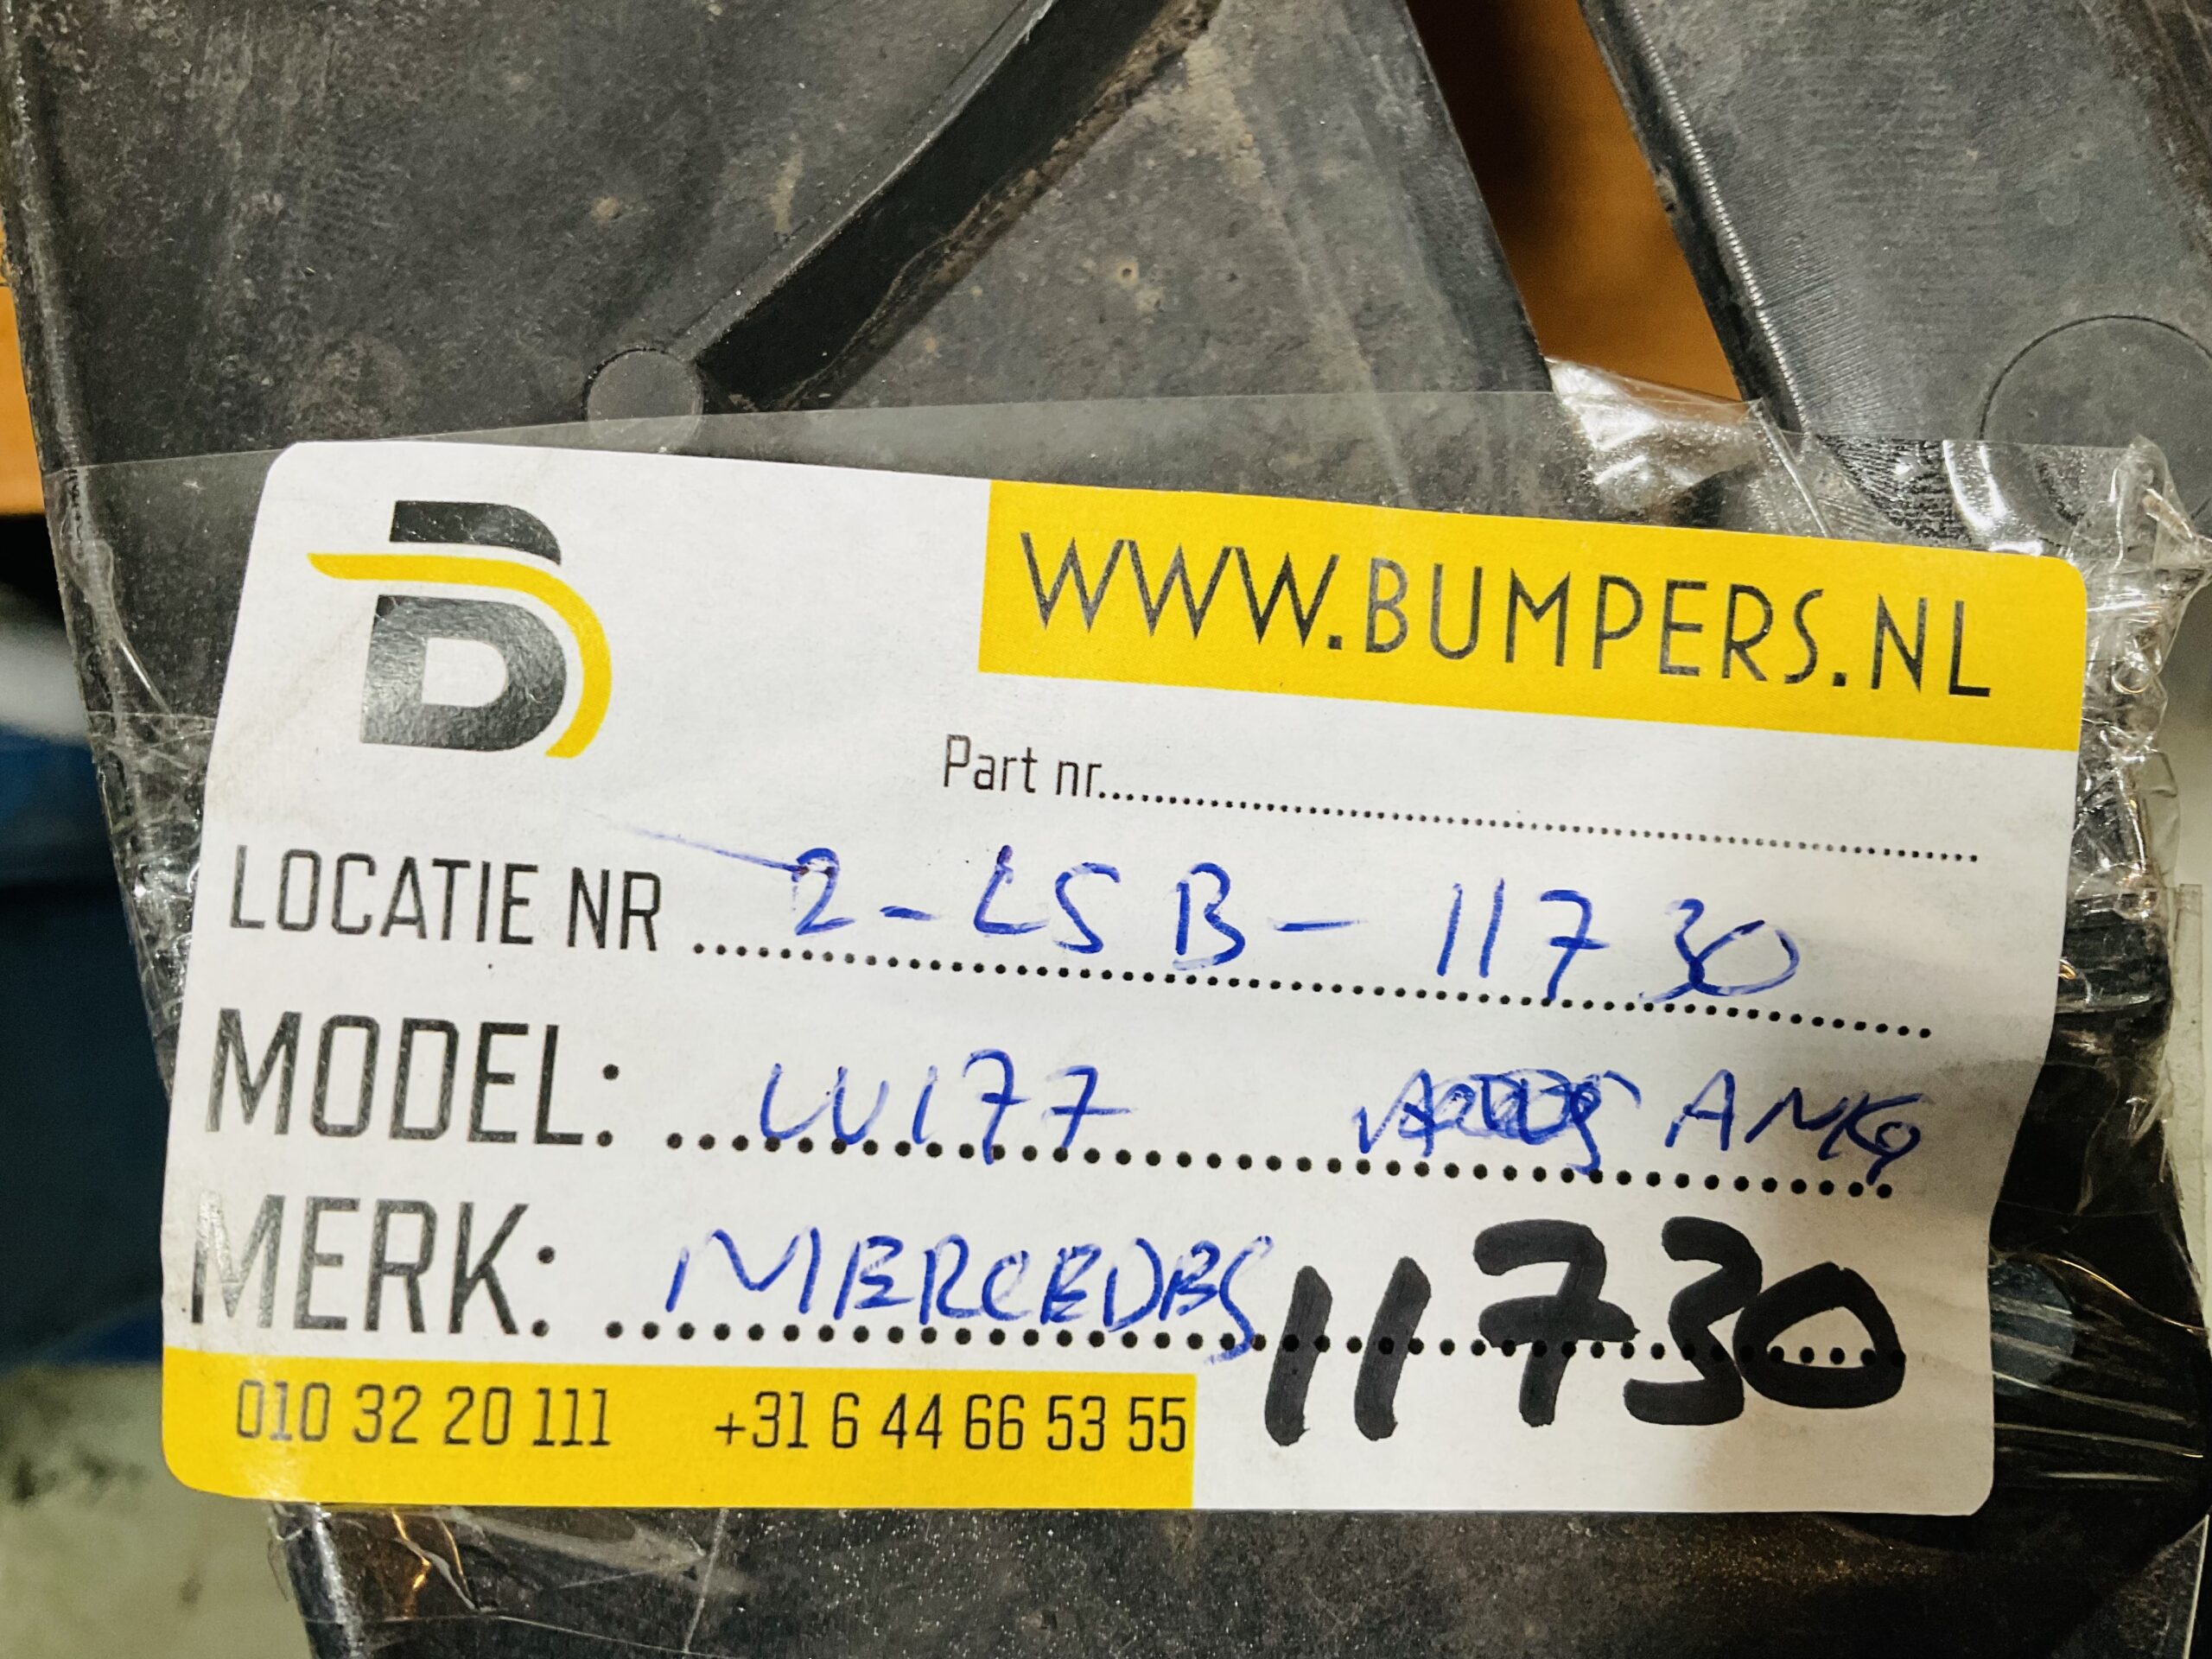 WWW.BUMPERS.NL
Part nr..........
LOCATIE NR 2-LSB-11730
MODEL: W177 AMG
MERK: MERCEDES 11730
010 32 20 111 +31 6 44 66 53 55